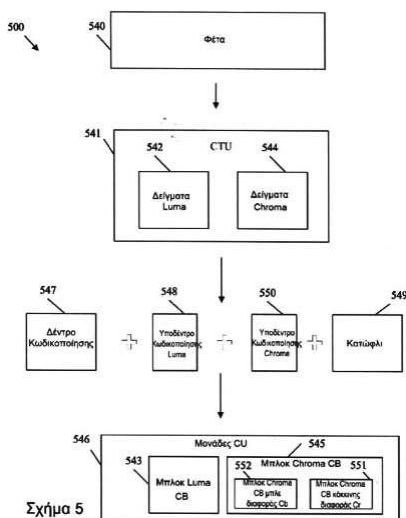 500
540
Φέτα
541
CTU
542
544
Δείγματα
Luma
Δείγματα
Chroma
547
548
550
549
Δέντρο
Κωδικοποίησης
Υποδέντρο
Κωδικοποίησης
Luma
Υποδέντρο
Κωδικοποίησης
Chroma
Κατώφλι
546
Μονάδες CU
545
543
Μπλοκ Luma
CB
Μπλοκ Chroma CB
552
551
Μπλοκ Chroma
CB μπλε
διαφοράς Cb
Μπλοκ Chroma
CB κόκκινης
διαφοράς Cr
Σχήμα 5